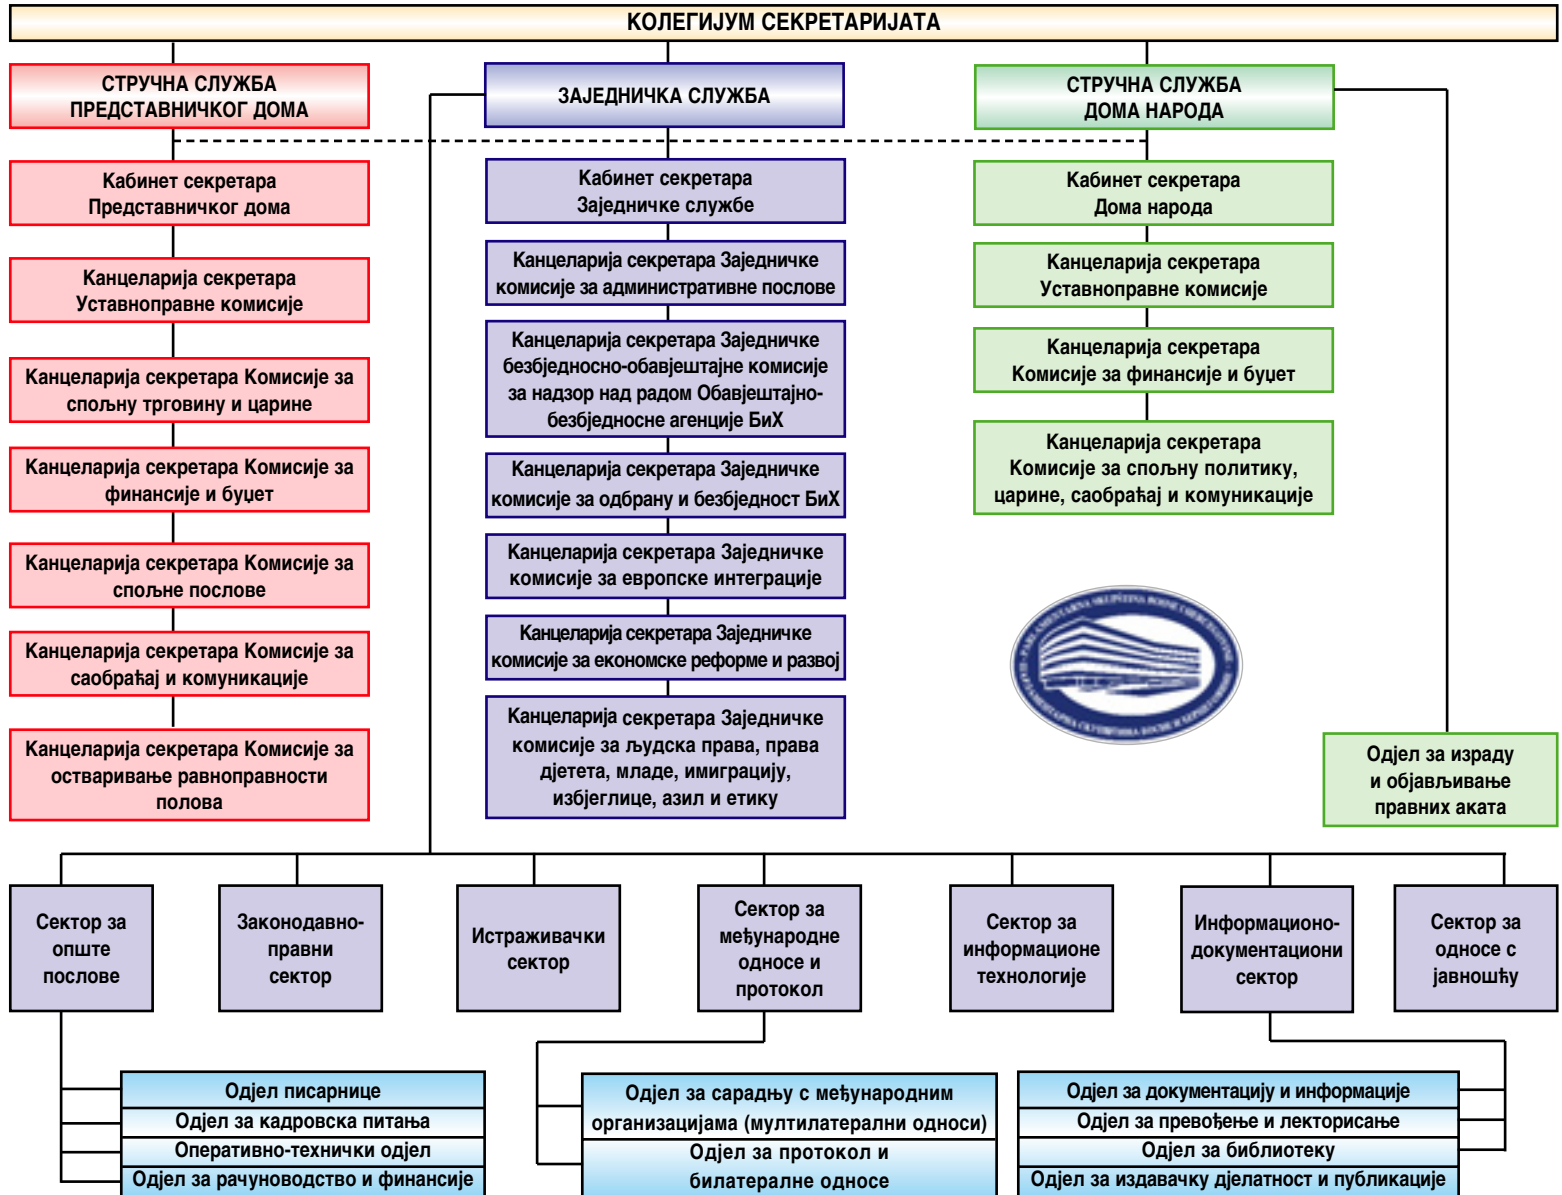 КОЛЕГИЈУМ СЕКРЕТАРИЈАТА
СТРУЧНА СЛУЖБА
ПРЕДСТАВНИЧКОГ ДОМА
ЗАЈЕДНИЧКА СЛУЖБА
СТРУЧНА СЛУЖБА
ДОМА НАРОДА
Кабинет секретара
Представничког дома
Канцеларија секретара
Уставноправне комисије
Канцеларија секретара Комисије за
спољну трговину и царине
Канцеларија секретара Комисије за
финансије и буџет
Канцеларија секретара Комисије за
спољне послове
Канцеларија секретара Комисије за
саобраћај и комуникације
Канцеларија секретара Комисије за
остваривање равноправности
полова
Кабинет секретара
Заједничке службе
Канцеларија секретара Заједничке
комисије за административне послове
Канцеларија секретара Заједничке
безбједносно-обавјештајне комисије
за надзор над радом Обавјештајно-
безбједносне агенције БиХ
Канцеларија секретара Заједничке
комисије за одбрану и безбједност БиХ
Канцеларија секретара Заједничке
комисије за европске интеграције
Канцеларија секретара Заједничке
комисије за економске реформе и развој
Канцеларија секретара Заједничке
комисије за људска права, права
дјетета, младе, имиграцију,
избјеглице, азил и етику
Кабинет секретара
Дома народа
Канцеларија секретара
Уставноправне комисије
Канцеларија секретара
Комисије за финансије и буџет
Канцеларија секретара
Комисије за спољну политику,
царине, саобраћај и комуникације
Одјел за израду
и објављивање
правних аката
Сектор за
опште
послове
Законодавно-
правни
сектор
Истраживачки
сектор
Сектор за
међународне
односе и
протокол
Сектор за
информационе
технологије
Информационо-
документациони
сектор
Сектор за
односе с
јавношћу
Одјел писарнице
Одјел за кадровска питања
Оперативно-технички одјел
Одјел за рачуноводство и финансије
Одјел за сарадњу с међународним
организацијама (мултилатерални односи)
Одјел за протокол и
билатералне односе
Одјел за документацију и информације
Одјел за превођење и лекторисање
Одјел за библиотеку
Одјел за издавачку дјелатност и публикације